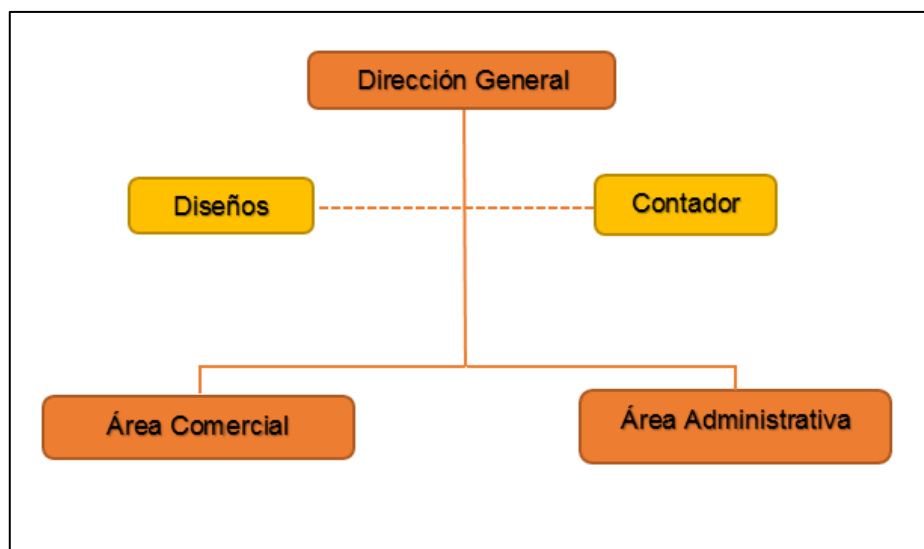 Dirección General
Diseños
Contador
Área Comercial
Área Administrativa